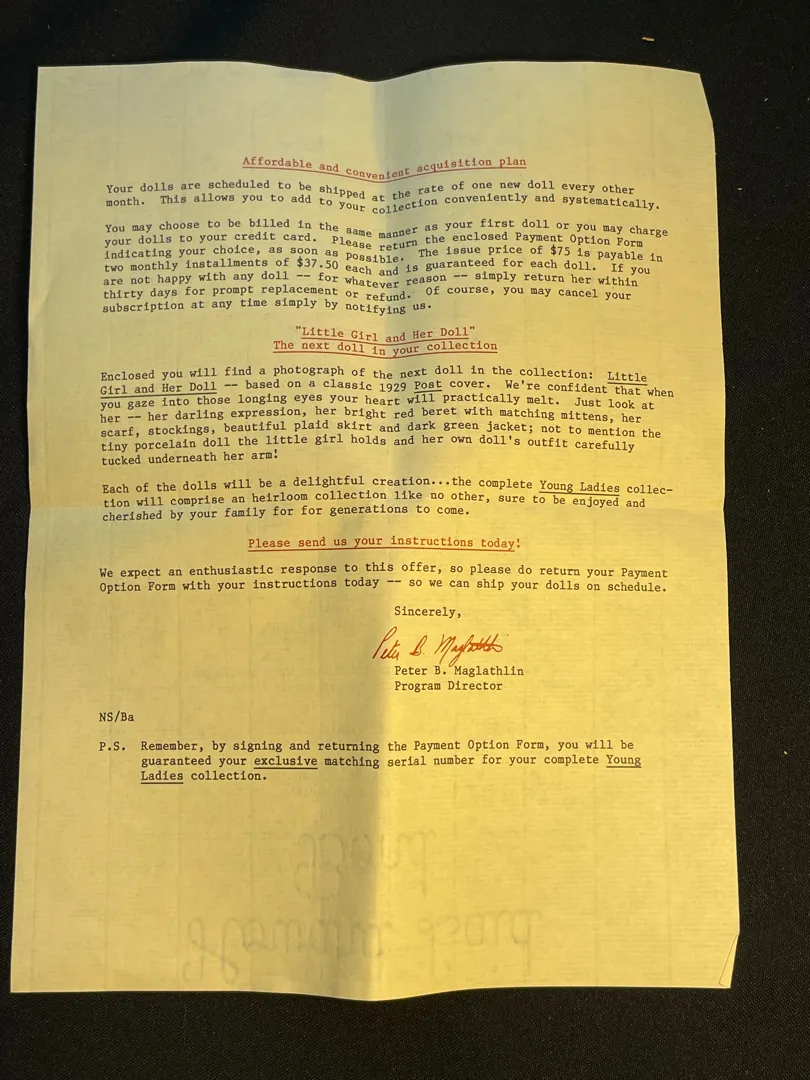 Affordable and convenient acquisition plan
Your dolls are scheduled to be shipped at the rate of one new doll every other
month. This allows you to add to your collection conveniently and systematically.
You may choose to be billed in the same manner as your first doll or you may charge
your dolls to your credit card. Please return the enclosed Payment Option Form
indicating your choice, as soon as possible. The issue price of $75 is payable in
two monthly installments of $37.50 each and is guaranteed for each doll. If you
are not happy with any doll -- for whatever reason -- simply return her within
thirty days for prompt replacement or refund. Of course, you may cancel your
subscription at any time simply by notifying us.
"Little Girl and Her Doll"
The next doll in your collection
Enclosed you will find a photograph of the next doll in the collection: Little
Girl and Her Doll -- based on a classic 1929 Post cover. We're confident that when
you gaze into those longing eyes your heart will practically melt. Just look at
her -- her darling expression, her bright red beret with matching mittens, her
scarf, stockings, beautiful plaid skirt and dark green jacket; not to mention the
tiny porcelain doll the little girl holds and her own doll's outfit carefully
tucked underneath her arm!
Each of the dolls will be a delightful creation...the complete Young Ladies collec-
tion will comprise an heirloom collection like no other, sure to be enjoyed and
cherished by your family for for generations to come.
Please send us your instructions today!
We expect an enthusiastic response to this offer, so please do return your Payment
Option Form with your instructions today -- so we can ship your dolls on schedule.
Sincerely,
Peter B. Maglathlin
Peter B. Maglathlin
Program Director
NS/Ba
P.S. Remember, by signing and returning the Payment Option Form, you will be
guaranteed your exclusive matching serial number for your complete Young
Ladies collection.